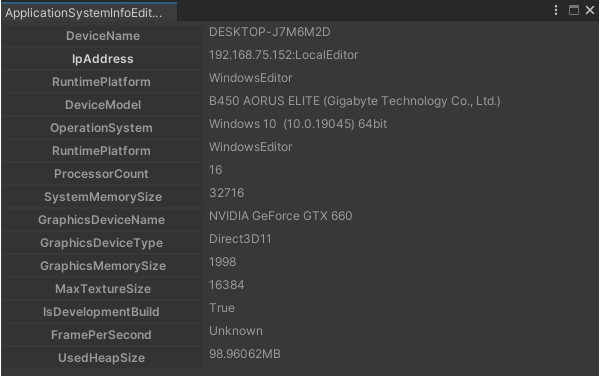 ApplicationSystemInfoEdit...
DeviceName DESKTOP-J7M6M2D
IpAddress 192.168.75.152:LocalEditor
RuntimePlatform WindowsEditor
DeviceModel B450 AORUS ELITE (Gigabyte Technology Co., Ltd.)
OperationSystem Windows 10  (10.0.19045) 64bit
RuntimePlatform WindowsEditor
ProcessorCount 16
SystemMemorySize 32716
GraphicsDeviceName NVIDIA GeForce GTX 660
GraphicsDeviceType Direct3D11
GraphicsMemorySize 1998
MaxTextureSize 16384
IsDevelopmentBuild True
FramePerSecond Unknown
UsedHeapSize 98.96062MB